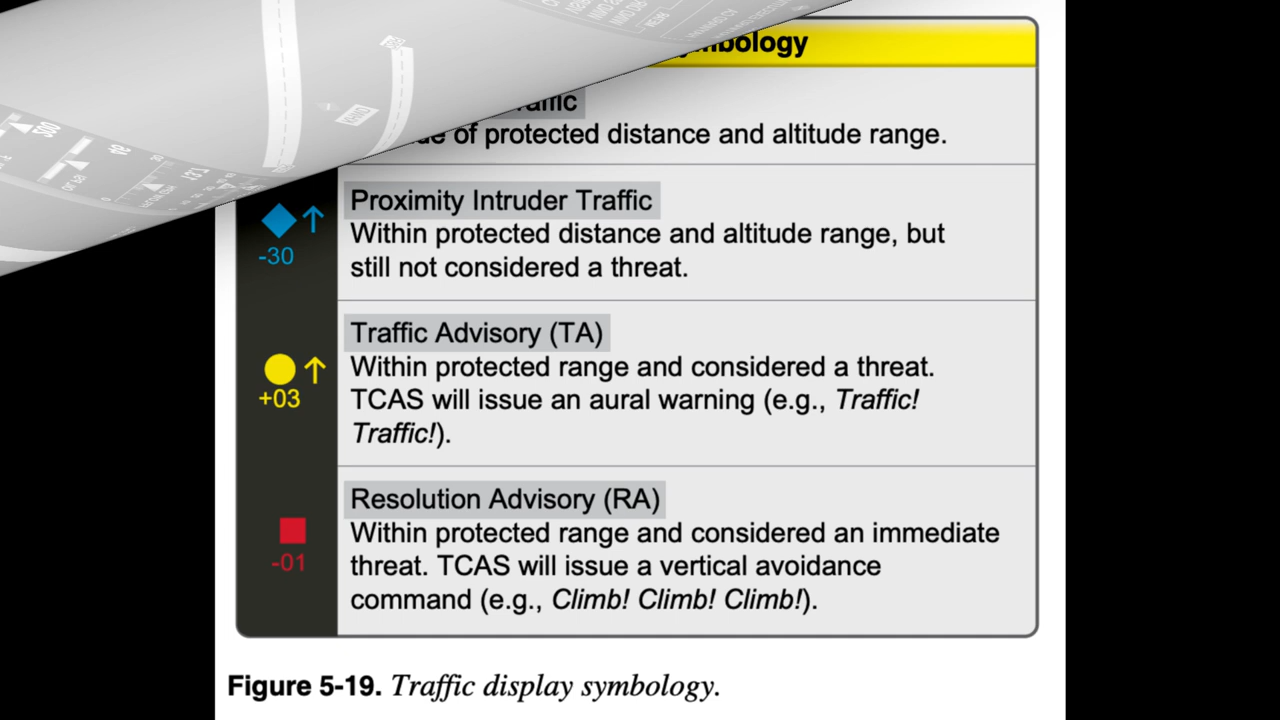 of protected distance and altitude range.
Proximity Intruder Traffic
Within protected distance and altitude range, but
still not considered a threat.
-30
Traffic Advisory (TA)
Within protected range and considered a threat.
TCAS will issue an aural warning (e.g., Traffic!
Traffic!).
+03
Resolution Advisory (RA)
Within protected range and considered an immediate
threat. TCAS will issue a vertical avoidance
command (e.g., Climb! Climb! Climb!).
-01
Figure 5-19. Traffic display symbology.